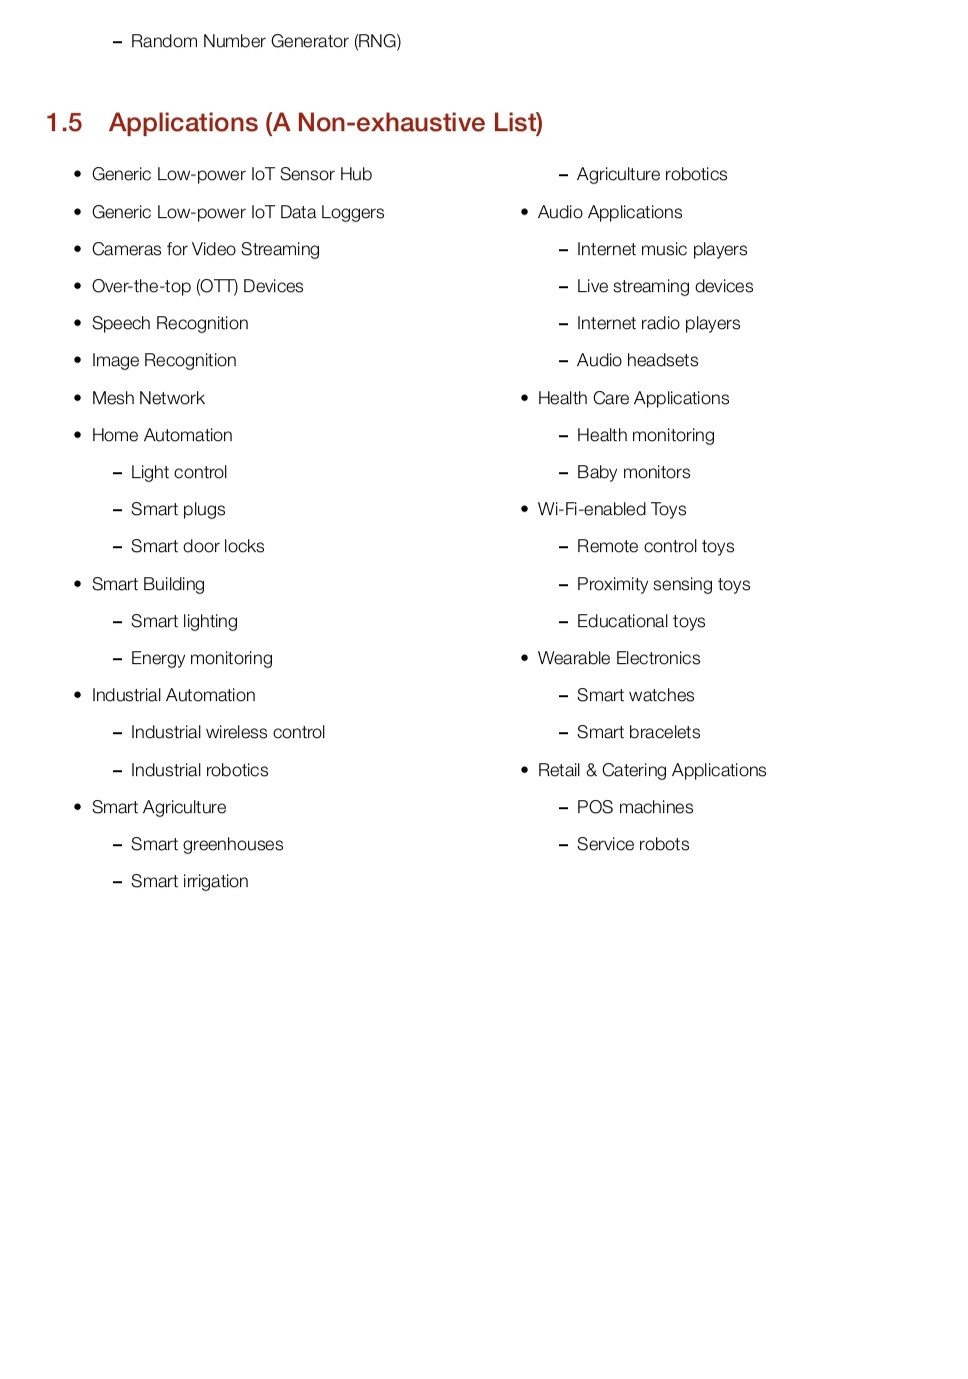 – Random Number Generator (RNG)
1.5 Applications (A Non-exhaustive List)
• Generic Low-power IoT Sensor Hub
• Generic Low-power IoT Data Loggers
• Cameras for Video Streaming
• Over-the-top (OTT) Devices
• Speech Recognition
• Image Recognition
• Mesh Network
• Home Automation
– Light control
– Smart plugs
– Smart door locks
• Smart Building
– Smart lighting
– Energy monitoring
• Industrial Automation
– Industrial wireless control
– Industrial robotics
• Smart Agriculture
– Smart greenhouses
– Smart irrigation
– Agriculture robotics
• Audio Applications
– Internet music players
– Live streaming devices
– Internet radio players
– Audio headsets
• Health Care Applications
– Health monitoring
– Baby monitors
• Wi-Fi-enabled Toys
– Remote control toys
– Proximity sensing toys
– Educational toys
• Wearable Electronics
– Smart watches
– Smart bracelets
• Retail & Catering Applications
– POS machines
– Service robots